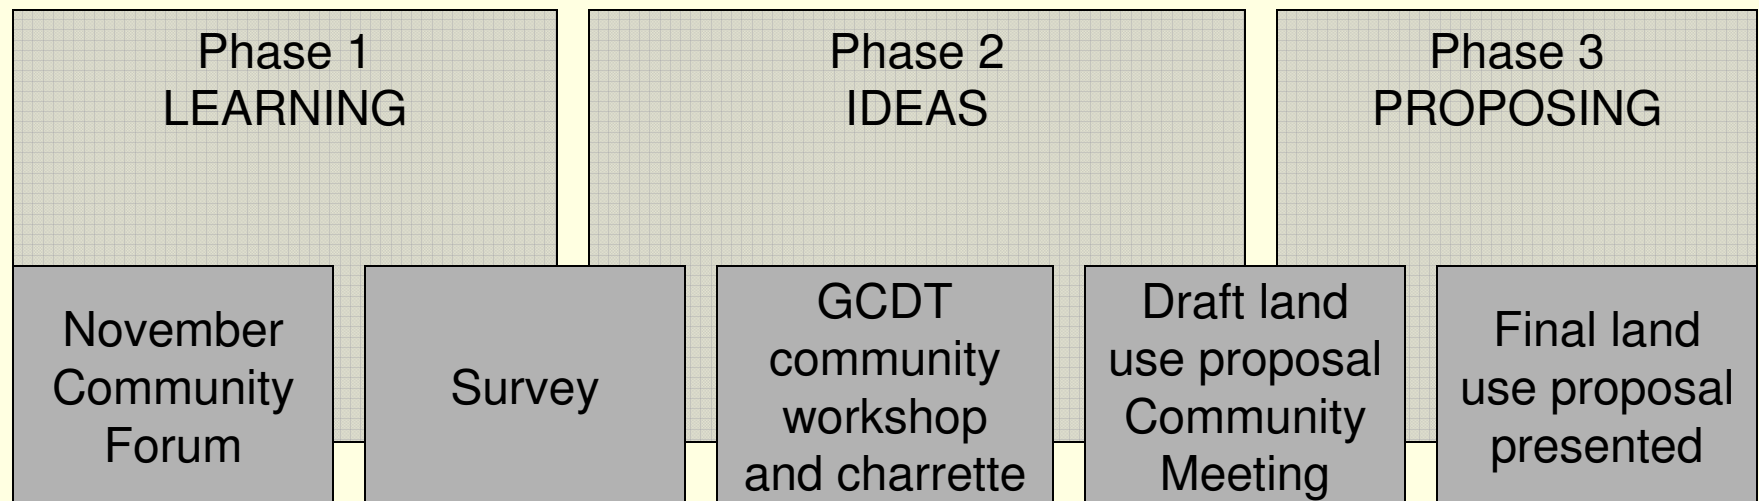 Phase 1
LEARNING
Phase 2
IDEAS
Phase 3
PROPOSING
November
Community
Forum
Survey
GCDT
community
workshop
and charrette
Draft land
use proposal
Community
Meeting
Final land
use proposal
presented